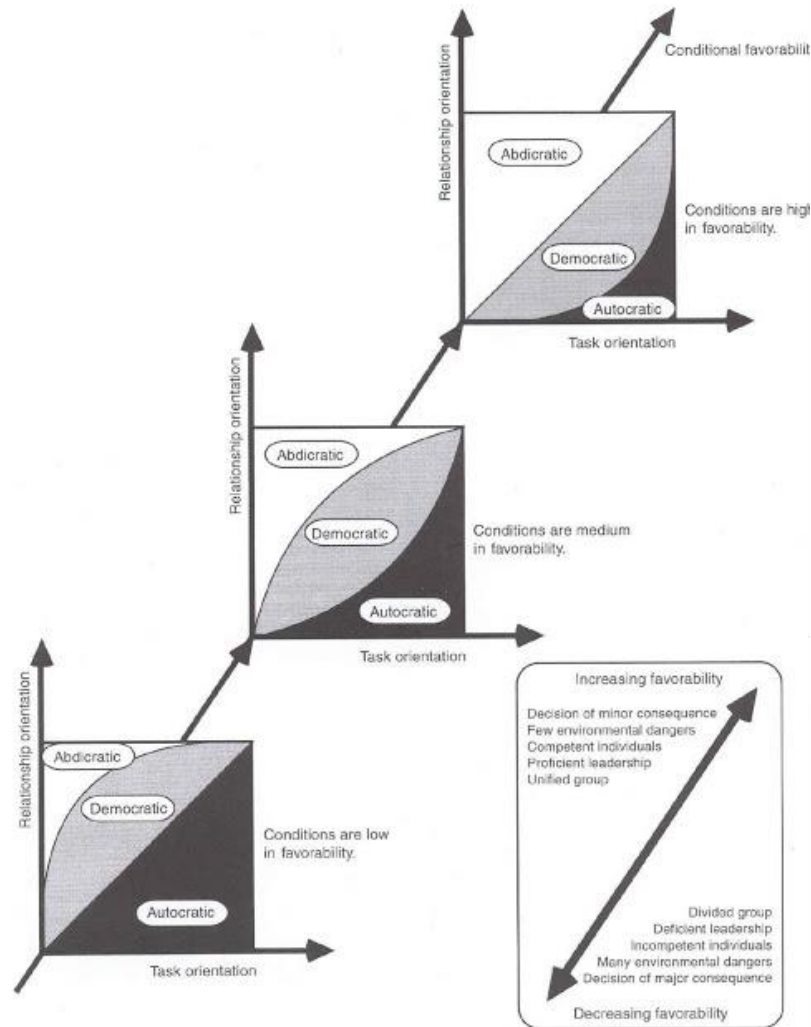 Conditional favorabilit
Relationship orientation
Abdicratic
Conditions are high
in favorability.
Democratic
Autocratic
Task orientation
Relationship orientation
Abdicratic
Democratic
Conditions are medium
in favorability.
Autocratic
Task orientation
Relationship orientation
Abdicratic
Democratic
Conditions are low
in favorability.
Autocratic
Task orientation
Increasing favorability
Decision of minor consequence
Few environmental dangers
Competent individuals
Proficient leadership
Unified group
Divided group
Deficient leadership
Incompetent individuals
Many environmental dangers
Decision of major consequence
Decreasing favorability